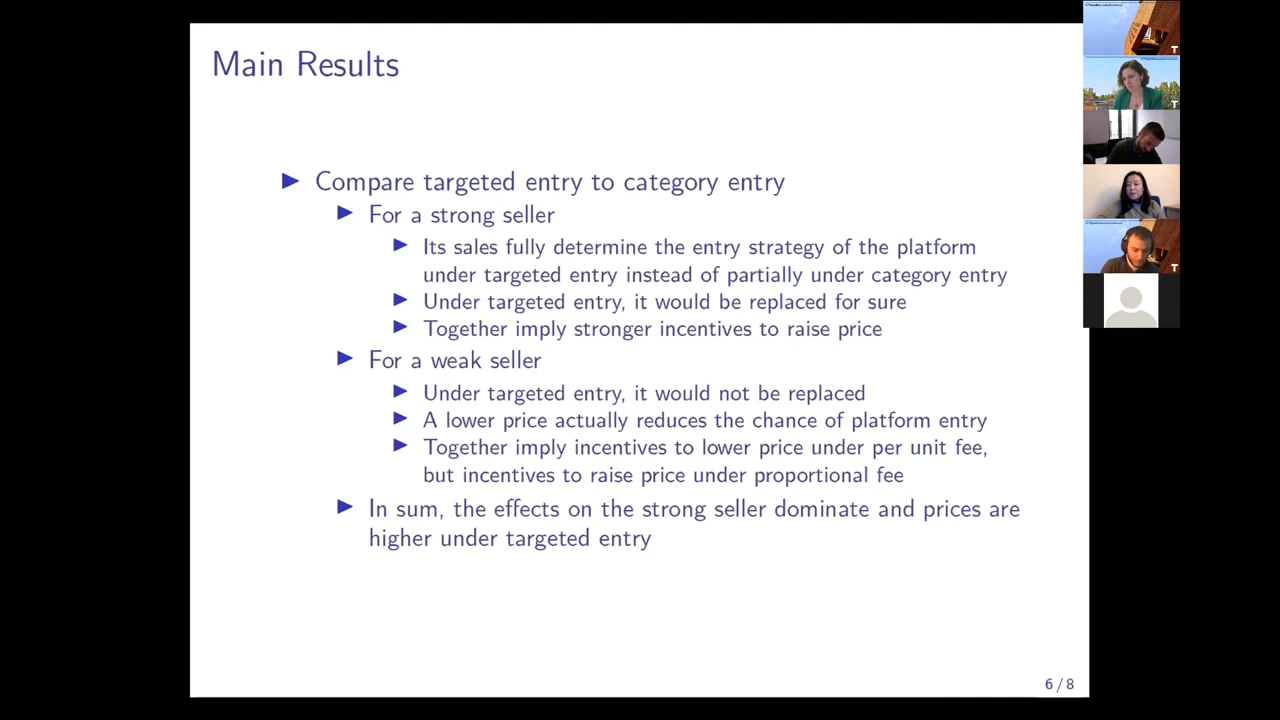 Main Results
Compare targeted entry to category entry
For a strong seller
Its sales fully determine the entry strategy of the platform
under targeted entry instead of partially under category entry
Under targeted entry, it would be replaced for sure
Together imply stronger incentives to raise price
For a weak seller
Under targeted entry, it would not be replaced
A lower price actually reduces the chance of platform entry
Together imply incentives to lower price under per unit fee,
but incentives to raise price under proportional fee
In sum, the effects on the strong seller dominate and prices are
higher under targeted entry
6 / 8